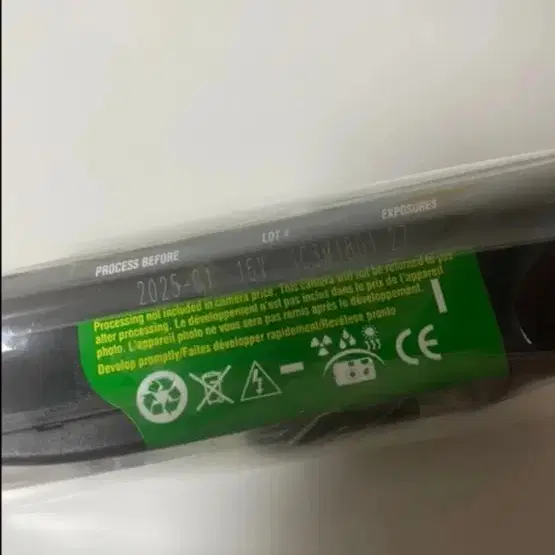 PROCESS BEFORE LOT # EXPOSURES
2025-01 27
Processing not included in camera price. This camera will not be returned to you
after processing. Le développement n'est pas inclus dans le prix de l'appareil
photo. L'appareil photo ne vous sera pas remis après le développement.
Develop promptly/Faites développer rapidement/Revélese pronto
CE